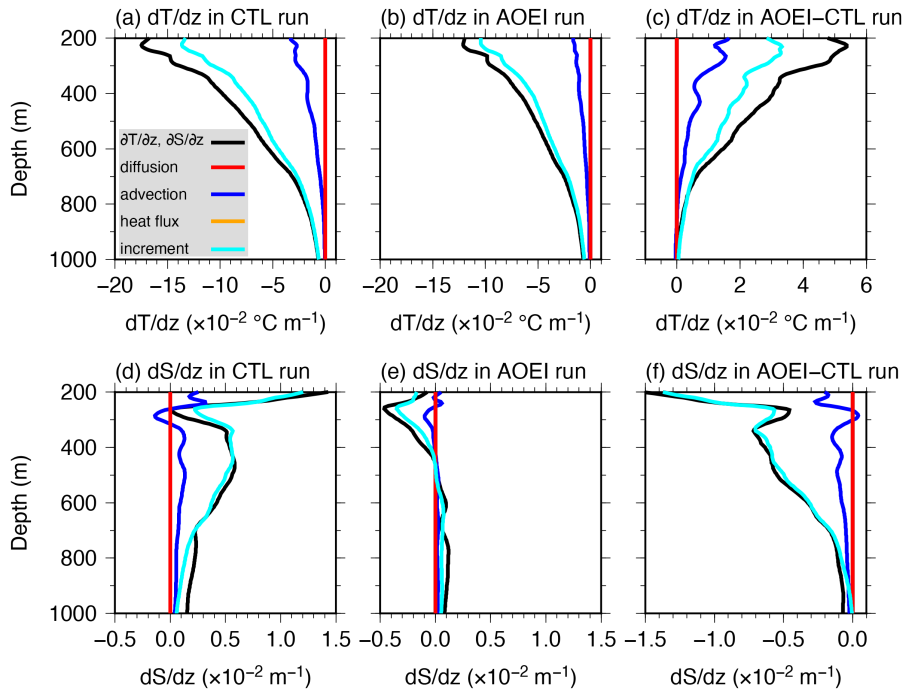 (a) dT/dz in CTL run
(b) dT/dz in AOEI run
(c) dT/dz in AOEI−CTL run
200
400
600
800
1000
Depth (m)
∂T/∂z, ∂S/∂z
diffusion
advection
heat flux
increment
−20 −15 −10 −5 0
−20 −15 −10 −5 0
0 2 4 6
dT/dz (×10⁻² °C m⁻¹)
dT/dz (×10⁻² °C m⁻¹)
dT/dz (×10⁻² °C m⁻¹)
(d) dS/dz in CTL run
(e) dS/dz in AOEI run
(f) dS/dz in AOEI−CTL run
200
400
600
800
1000
Depth (m)
−0.5 0.0 0.5 1.0 1.5
−0.5 0.0 0.5 1.0 1.5
−1.5 −1.0 −0.5 0.0
dS/dz (×10⁻² m⁻¹)
dS/dz (×10⁻² m⁻¹)
dS/dz (×10⁻² m⁻¹)